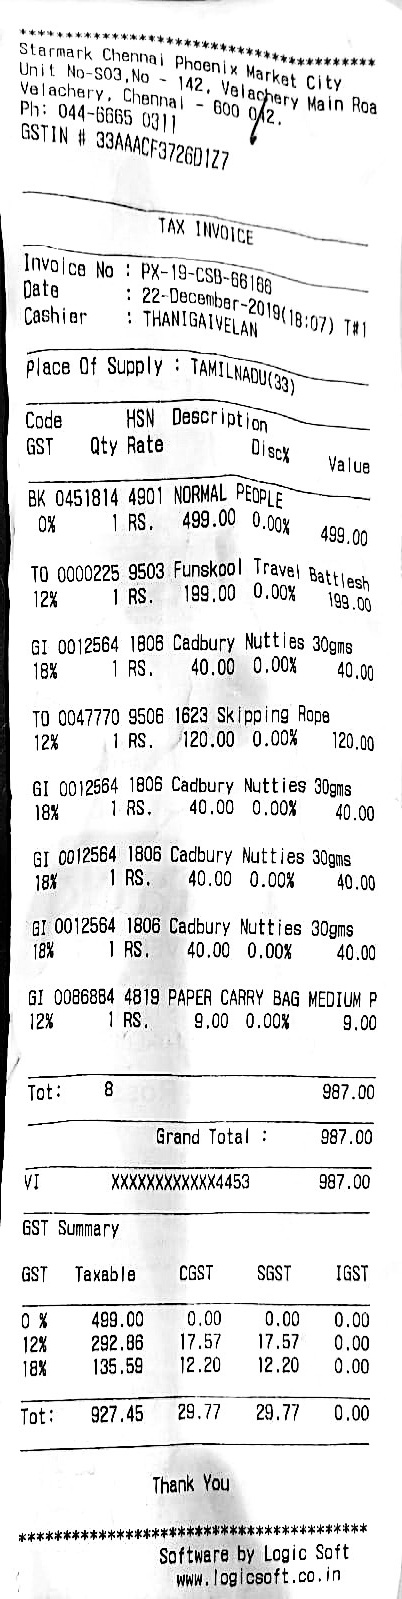 ****************************************
Starmark Chennai Phoenix Market City
Unit No-S03,No - 142, Velachery Main Roa
Velachery, Chennai - 600 042.
Ph: 044-6665 0311
GSTIN # 33AAACF3726D1Z7
TAX INVOICE
Invoice No : PX-19-CSB-66186
Date : 22-December-2019(18:07) T#1
Cashier : THANIGAIVELAN
Place Of Supply : TAMILNADU(33)
Code HSN Description
GST Qty Rate Disc% Value
BK 0451814 4901 NORMAL PEOPLE
0% 1 RS. 499.00 0.00% 499.00
TO 0000225 9503 Funskool Travel Battlesh
12% 1 RS. 199.00 0.00% 199.00
GI 0012564 1806 Cadbury Nutties 30gms
18% 1 RS. 40.00 0.00% 40.00
TO 0047770 9506 1623 Skipping Rope
12% 1 RS. 120.00 0.00% 120.00
GI 0012564 1806 Cadbury Nutties 30gms
18% 1 RS. 40.00 0.00% 40.00
GI 0012564 1806 Cadbury Nutties 30gms
18% 1 RS. 40.00 0.00% 40.00
GI 0012564 1806 Cadbury Nutties 30gms
18% 1 RS. 40.00 0.00% 40.00
GI 0086884 4819 PAPER CARRY BAG MEDIUM P
12% 1 RS. 9.00 0.00% 9.00
Tot: 8 987.00
Grand Total : 987.00
VI XXXXXXXXXXXX4453 987.00
GST Summary
GST Taxable CGST SGST IGST
0 % 499.00 0.00 0.00 0.00
12% 292.86 17.57 17.57 0.00
18% 135.59 12.20 12.20 0.00
Tot: 927.45 29.77 29.77 0.00
Thank You
****************************************
Software by Logic Soft
www.logicsoft.co.in